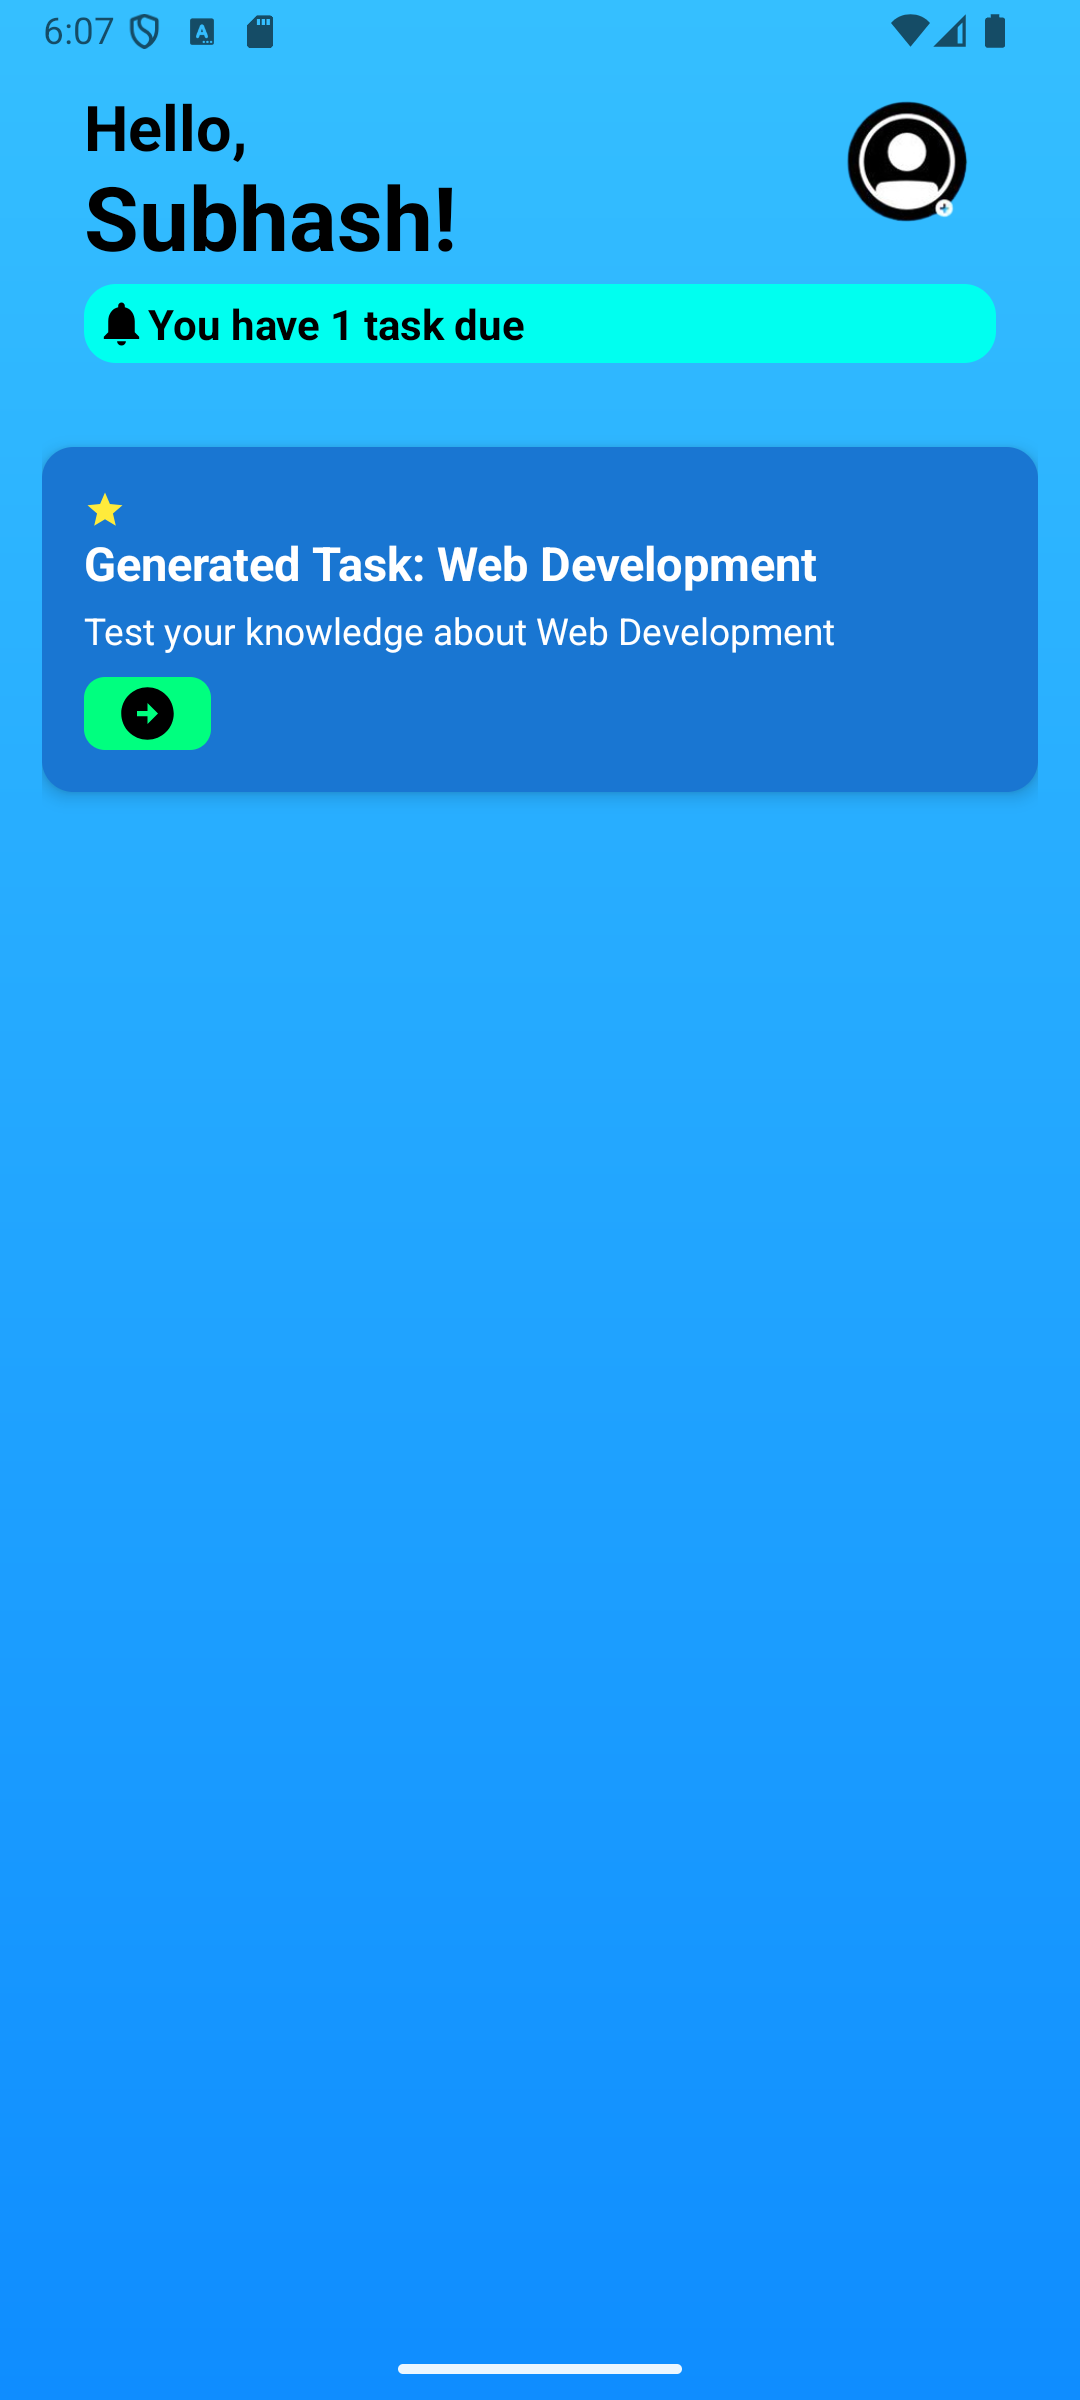 6:07
Hello,
Subhash!
You have 1 task due
Generated Task: Web Development
Test your knowledge about Web Development